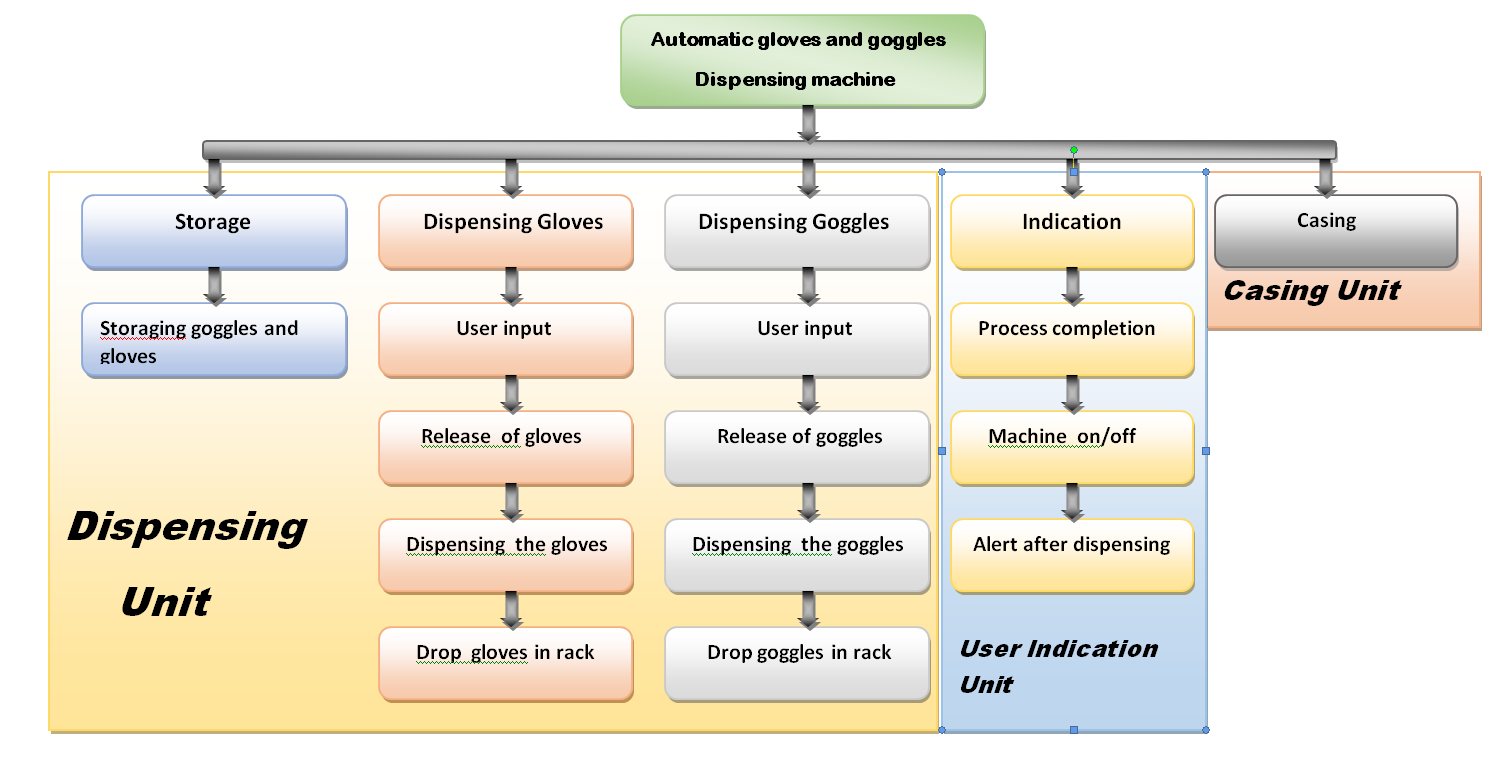 Automatic gloves and goggles
Dispensing machine
Storage
Dispensing Gloves
Dispensing Goggles
Indication
Casing
Casing Unit
Storaging goggles and
gloves
User input
User input
Process completion
Release of gloves
Release of goggles
Machine on/off
Dispensing the gloves
Dispensing the goggles
Alert after dispensing
Dispensing
Unit
Drop gloves in rack
Drop goggles in rack
User Indication
Unit